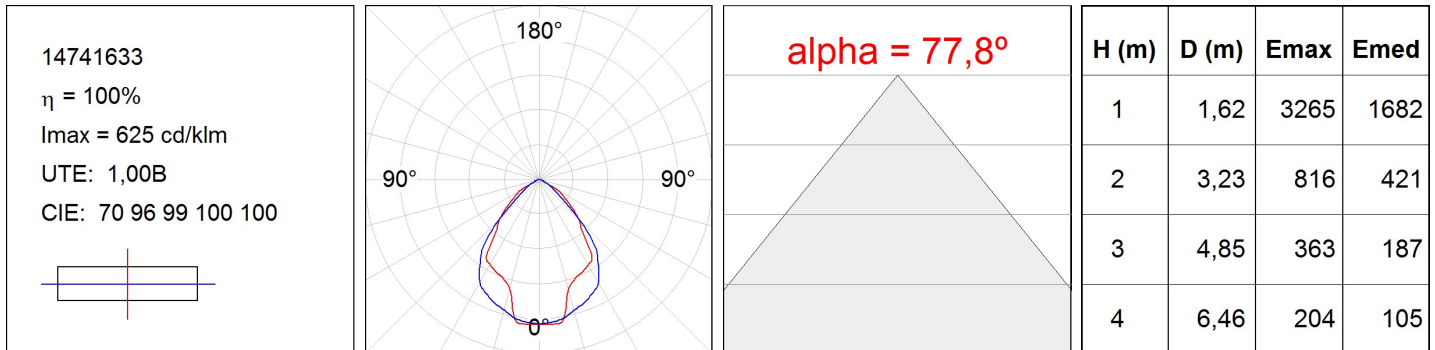 14741633
η = 100%
Imax = 625 cd/klm
UTE: 1,00B
CIE: 70 96 99 100 100
180°
90° 90°
0°
alpha = 77,8º
H (m) D (m) Emax Emed
1 1,62 3265 1682
2 3,23 816 421
3 4,85 363 187
4 6,46 204 105